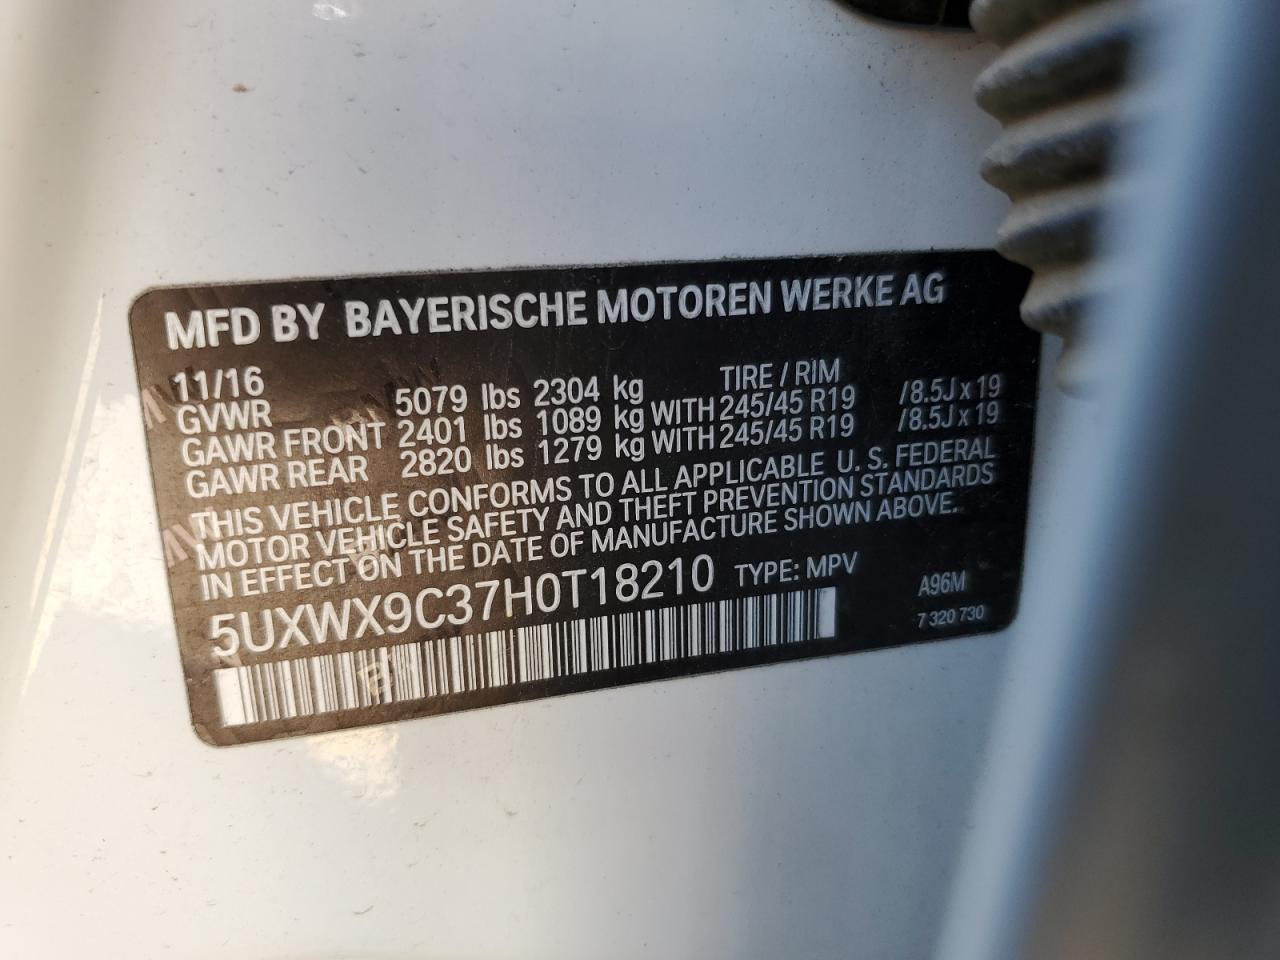 MFD BY BAYERISCHE MOTOREN WERKE AG
11/16 TIRE / RIM
GVWR 5079 lbs 2304 kg
GAWR FRONT 2401 lbs 1089 kg WITH 245/45 R19 /8.5J x 19
GAWR REAR 2820 lbs 1279 kg WITH 245/45 R19 /8.5J x 19
THIS VEHICLE CONFORMS TO ALL APPLICABLE U. S. FEDERAL
MOTOR VEHICLE SAFETY AND THEFT PREVENTION STANDARDS
IN EFFECT ON THE DATE OF MANUFACTURE SHOWN ABOVE.
5UXWX9C37H0T18210 TYPE: MPV A96M
7 320 730